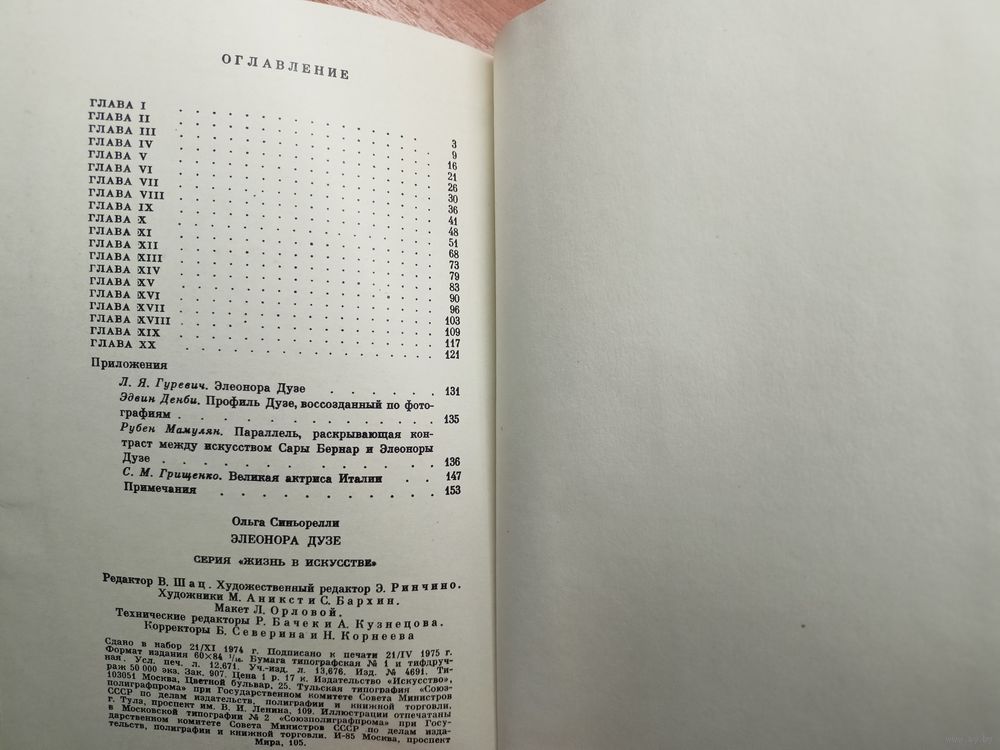 ОГЛАВЛЕНИЕ
ГЛАВА I . . . . . . . . . . . . . . 3
ГЛАВА II . . . . . . . . . . . . . . 9
ГЛАВА III . . . . . . . . . . . . . . 16
ГЛАВА IV . . . . . . . . . . . . . . 21
ГЛАВА V . . . . . . . . . . . . . . 26
ГЛАВА VI . . . . . . . . . . . . . . 30
ГЛАВА VII . . . . . . . . . . . . . . 36
ГЛАВА VIII . . . . . . . . . . . . . . 41
ГЛАВА IX . . . . . . . . . . . . . . 48
ГЛАВА X . . . . . . . . . . . . . . 51
ГЛАВА XI . . . . . . . . . . . . . . 68
ГЛАВА XII . . . . . . . . . . . . . . 73
ГЛАВА XIII . . . . . . . . . . . . . . 79
ГЛАВА XIV . . . . . . . . . . . . . . 83
ГЛАВА XV . . . . . . . . . . . . . . 90
ГЛАВА XVI . . . . . . . . . . . . . . 96
ГЛАВА XVII . . . . . . . . . . . . . . 103
ГЛАВА XVIII . . . . . . . . . . . . . . 109
ГЛАВА XIX . . . . . . . . . . . . . . 117
ГЛАВА XX . . . . . . . . . . . . . . 121
Приложения
Л. Я. Гуревич. Элеонора Дузе . . . . . . 131
Эдвин Денби. Профиль Дузе, воссозданный по фото-
графиям . . . . . . . . . . . . . 135
Рубен Мамулян. Параллель, раскрывающая кон-
траст между искусством Сары Бернар и Элеоноры
Дузе . . . . . . . . . . . . . . 136
С. М. Грищенко. Великая актриса Италии . . 147
Примечания . . . . . . . . . . . 153
Ольга Синьорелли
ЭЛЕОНОРА ДУЗЕ
СЕРИЯ «ЖИЗНЬ В ИСКУССТВЕ»
Редактор В. Шац. Художественный редактор Э. Ринчино.
Художники М. Аникст и С. Бархин.
Макет Л. Орловой.
Технические редакторы Р. Бачек и А. Кузнецова.
Корректоры Б. Северина и Н. Корнеева
Сдано в набор 21/XI 1974 г. Подписано к печати 21/IV 1975 г.
Формат издания 60×84 1/16. Бумага типографская № 1 и тифдруч-
ная. Усл. печ. л. 12,671. Уч.-изд. л. 13,676. Изд. № 4691. Ти-
раж 50 000 экз. Зак. 907. Цена 1 р. 17 к. Издательство «Искусство»,
103051 Москва, Цветной бульвар, 25. Тульская типография «Союз-
полиграфпрома» при Государственном комитете Совета Министров
СССР по делам издательств, полиграфии и книжной торговли,
г. Тула, проспект им. В. И. Ленина, 109. Иллюстрации отпечатаны
в Московской типографии № 2 «Союзполиграфпрома» при Госу-
дарственном комитете Совета Министров СССР по делам изда-
тельств, полиграфии и книжной торговли. И-85 Москва, проспект
Мира, 105.
www.ay.by